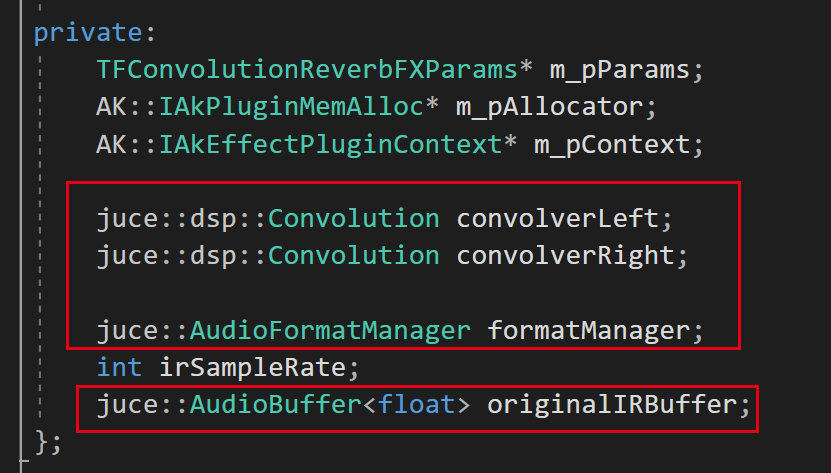 private:
TFConvolutionReverbFXParams* m_pParams;
AK::IAkPluginMemAlloc* m_pAllocator;
AK::IAkEffectPluginContext* m_pContext;
juce::dsp::Convolution convolverLeft;
juce::dsp::Convolution convolverRight;
juce::AudioFormatManager formatManager;
int irSampleRate;
juce::AudioBuffer<float> originalIRBuffer;
};